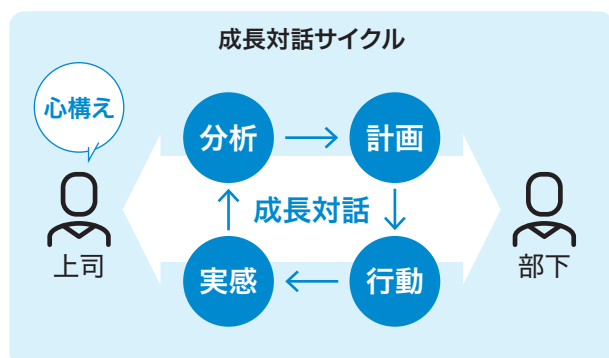 成長対話サイクル
心構え
分析
計画
成長対話
実感
行動
上司
部下